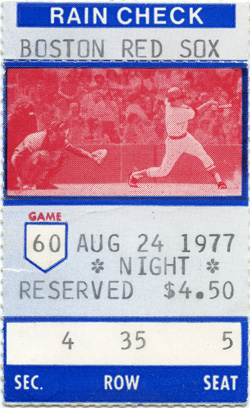 RAIN CHECK
BOSTON RED SOX
GAME
60 AUG 24 1977
* NIGHT *
RESERVED $4.50
4 35 5
SEC. ROW SEAT